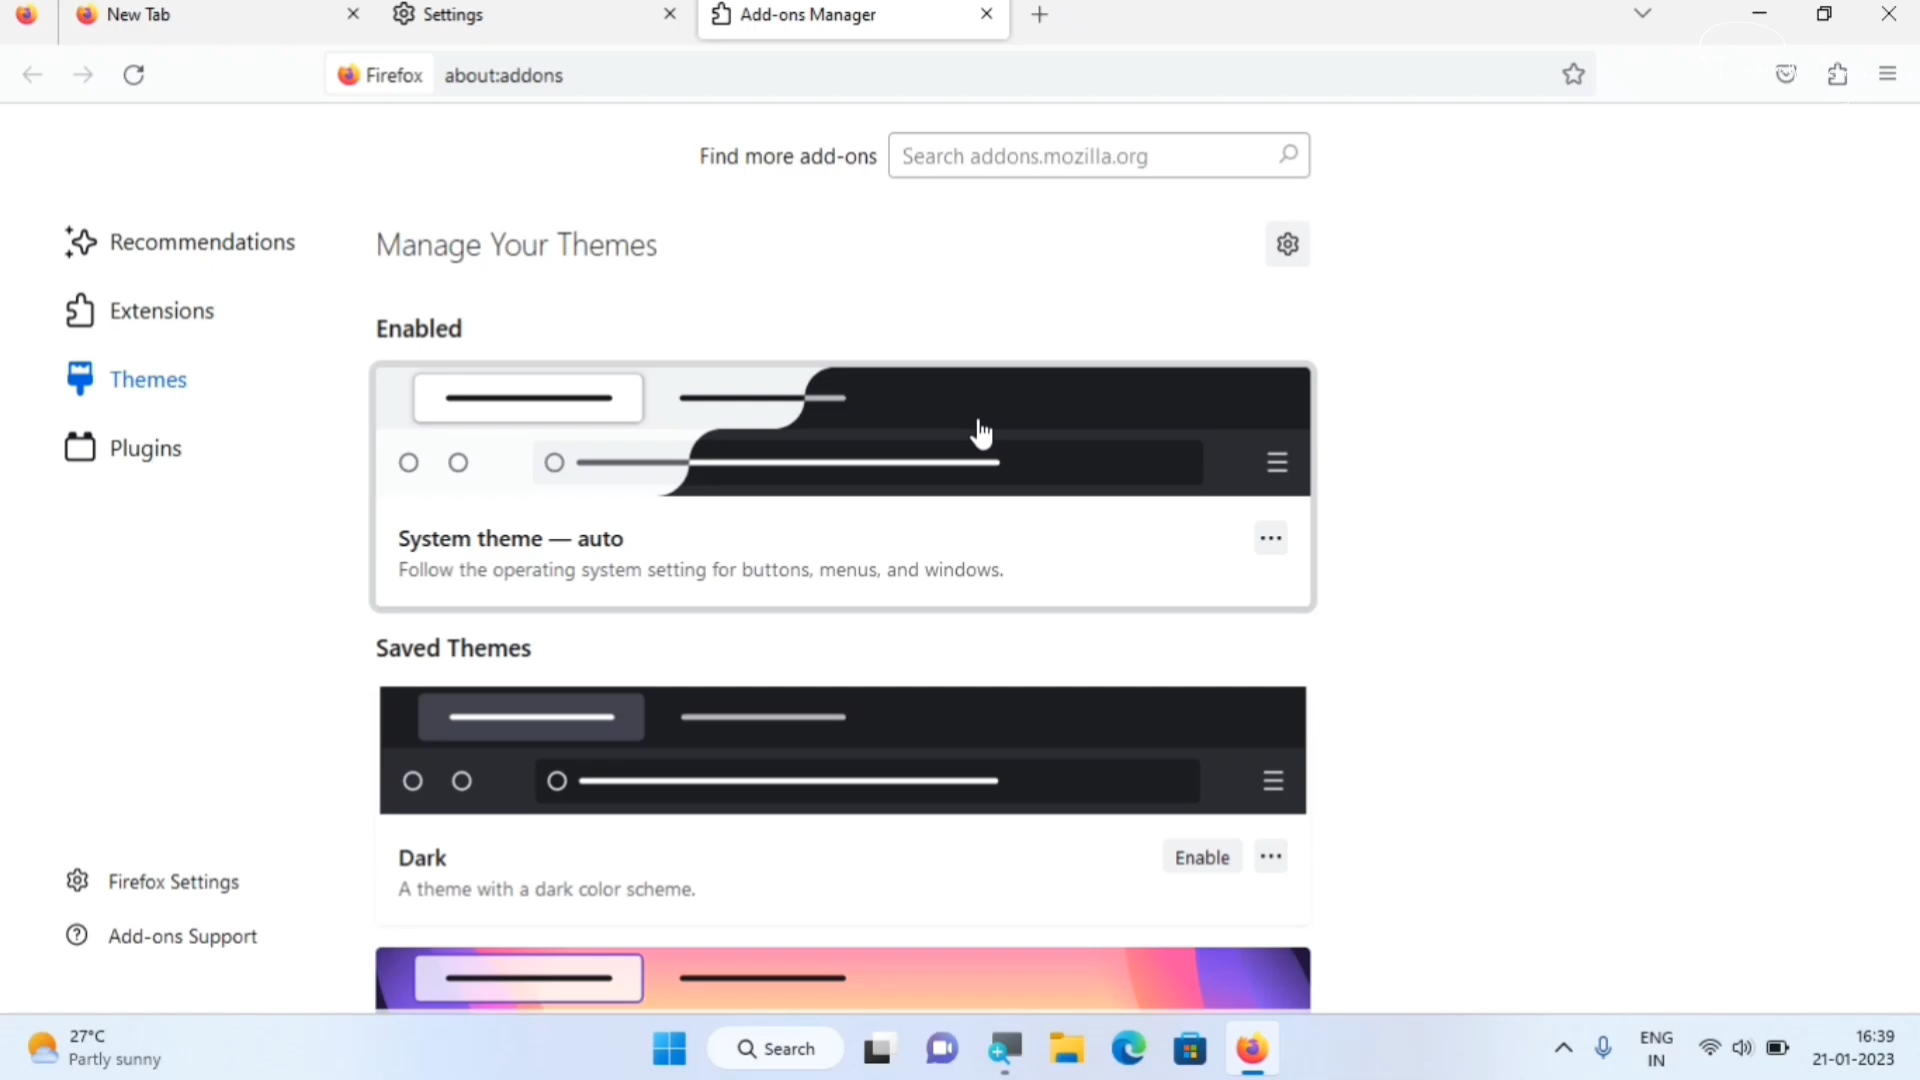 New Tab
Settings
Add-ons Manager
Firefox about:addons
Find more add-ons Search addons.mozilla.org
Recommendations
Extensions
Themes
Plugins
Firefox Settings
Add-ons Support
Manage Your Themes
Enabled
System theme — auto
Follow the operating system setting for buttons, menus, and windows.
Saved Themes
Dark
Enable
A theme with a dark color scheme.
27°C
Partly sunny
Search
ENG
IN
16:39
21-01-2023